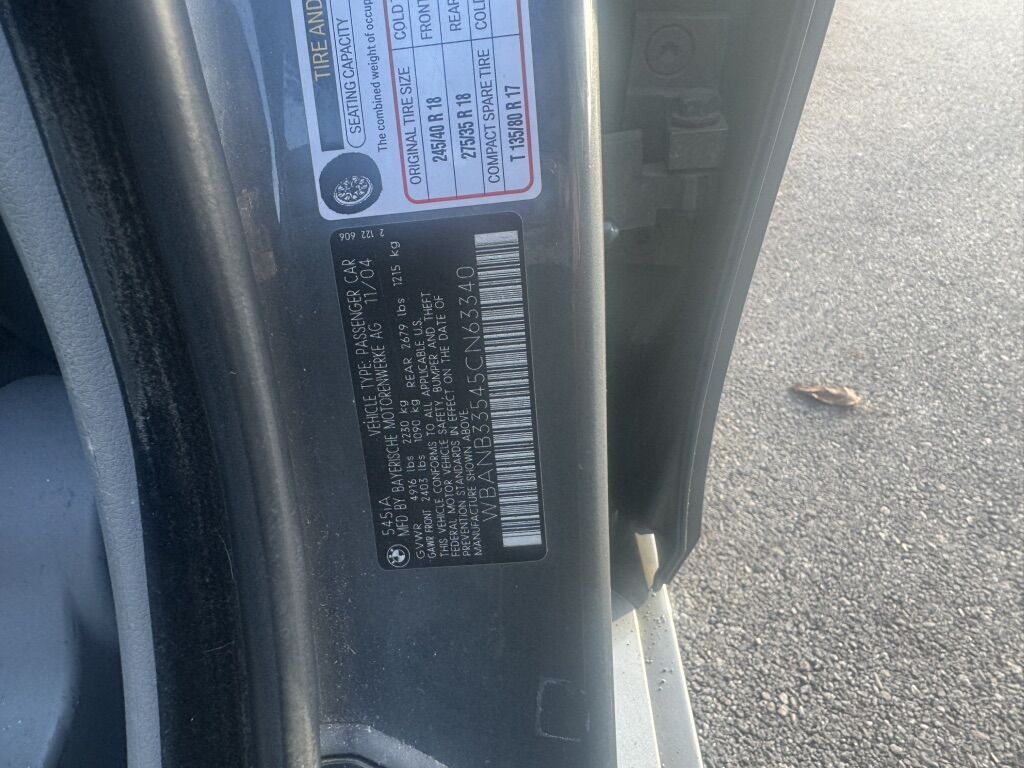 TIRE AND
SEATING CAPACITY
The combined weight of occup
ORIGINAL TIRE SIZE COLD
245/40 R 18 FRONT
275/35 R 18 REAR
COMPACT SPARE TIRE COLD
T 135/80 R 17
2 122 606
545iA VEHICLE TYPE: PASSENGER CAR
MFD BY BAYERISCHE MOTORENWERKE AG 11/04
GVWR 4916 lbs 2230 kg REAR 2679 lbs 1215 kg
GAWR FRONT 2403 lbs 1090 kg
THIS VEHICLE CONFORMS TO ALL APPLICABLE U.S.
FEDERAL MOTOR VEHICLE SAFETY, BUMPER AND THEFT
PREVENTION STANDARDS IN EFFECT ON THE DATE OF
MANUFACTURE SHOWN ABOVE.
WBANB33545CN63340